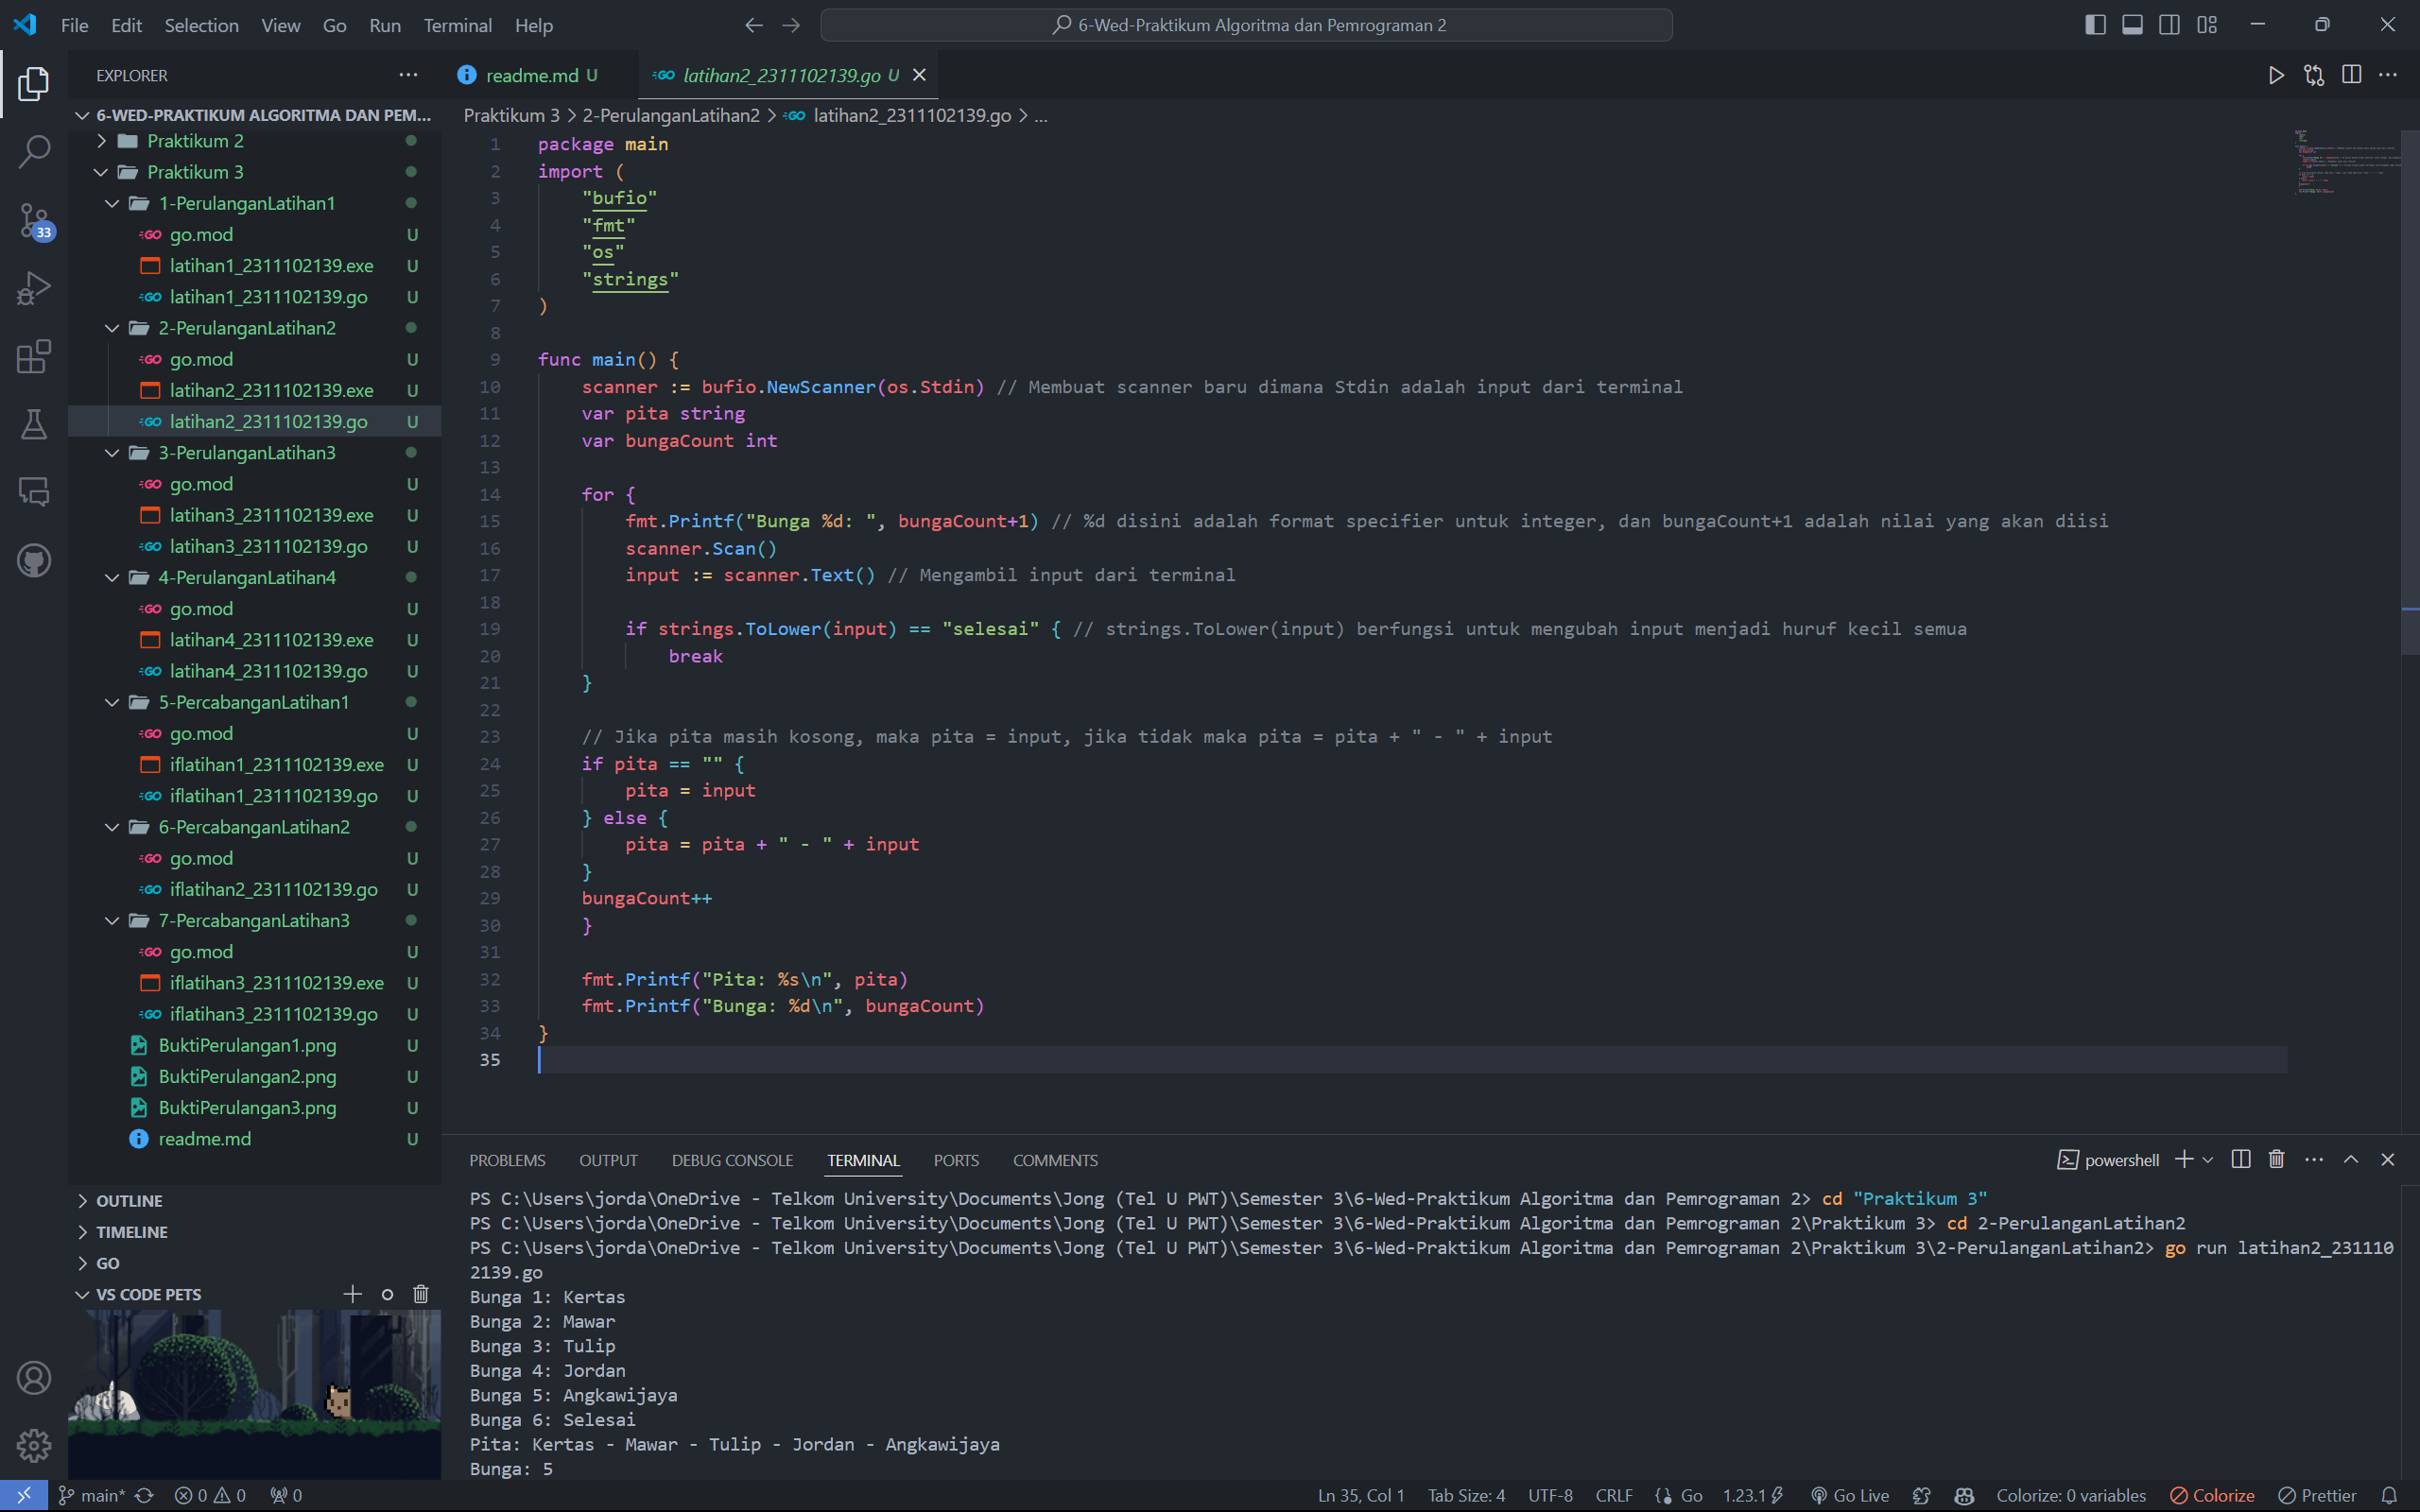 File Edit Selection View Go Run Terminal Help
6-Wed-Praktikum Algoritma dan Pemrograman 2
EXPLORER
6-WED-PRAKTIKUM ALGORITMA DAN PEM...
Praktikum 2
Praktikum 3
1-PerulanganLatihan1
go.mod U
latihan1_2311102139.exe U
latihan1_2311102139.go U
2-PerulanganLatihan2
go.mod U
latihan2_2311102139.exe U
latihan2_2311102139.go U
3-PerulanganLatihan3
go.mod U
latihan3_2311102139.exe U
latihan3_2311102139.go U
4-PerulanganLatihan4
go.mod U
latihan4_2311102139.exe U
latihan4_2311102139.go U
5-PercabanganLatihan1
go.mod U
iflatihan1_2311102139.exe U
iflatihan1_2311102139.go U
6-PercabanganLatihan2
go.mod U
iflatihan2_2311102139.go U
7-PercabanganLatihan3
go.mod U
iflatihan3_2311102139.exe U
iflatihan3_2311102139.go U
BuktiPerulangan1.png U
BuktiPerulangan2.png U
BuktiPerulangan3.png U
readme.md U
OUTLINE
TIMELINE
GO
VS CODE PETS
33
readme.md U
latihan2_2311102139.go U
Praktikum 3 > 2-PerulanganLatihan2 > latihan2_2311102139.go > ...
1 package main
2 import (
3 "bufio"
4 "fmt"
5 "os"
6 "strings"
7 )
8
9 func main() {
10 scanner := bufio.NewScanner(os.Stdin) // Membuat scanner baru dimana Stdin adalah input dari terminal
11 var pita string
12 var bungaCount int
13
14 for {
15 fmt.Printf("Bunga %d: ", bungaCount+1) // %d disini adalah format specifier untuk integer, dan bungaCount+1 adalah nilai yang akan diisi
16 scanner.Scan()
17 input := scanner.Text() // Mengambil input dari terminal
18
19 if strings.ToLower(input) == "selesai" { // strings.ToLower(input) berfungsi untuk mengubah input menjadi huruf kecil semua
20 break
21 }
22
23 // Jika pita masih kosong, maka pita = input, jika tidak maka pita = pita + " - " + input
24 if pita == "" {
25 pita = input
26 } else {
27 pita = pita + " - " + input
28 }
29 bungaCount++
30 }
31
32 fmt.Printf("Pita: %s\n", pita)
33 fmt.Printf("Bunga: %d\n", bungaCount)
34 }
35
PROBLEMS OUTPUT DEBUG CONSOLE TERMINAL PORTS COMMENTS
powershell
PS C:\Users\jorda\OneDrive - Telkom University\Documents\Jong (Tel U PWT)\Semester 3\6-Wed-Praktikum Algoritma dan Pemrograman 2> cd "Praktikum 3"
PS C:\Users\jorda\OneDrive - Telkom University\Documents\Jong (Tel U PWT)\Semester 3\6-Wed-Praktikum Algoritma dan Pemrograman 2\Praktikum 3> cd 2-PerulanganLatihan2
PS C:\Users\jorda\OneDrive - Telkom University\Documents\Jong (Tel U PWT)\Semester 3\6-Wed-Praktikum Algoritma dan Pemrograman 2\Praktikum 3\2-PerulanganLatihan2> go run latihan2_231110
2139.go
Bunga 1: Kertas
Bunga 2: Mawar
Bunga 3: Tulip
Bunga 4: Jordan
Bunga 5: Angkawijaya
Bunga 6: Selesai
Pita: Kertas - Mawar - Tulip - Jordan - Angkawijaya
Bunga: 5
main* 0 0 0
Ln 35, Col 1 Tab Size: 4 UTF-8 CRLF Go 1.23.1 Go Live Colorize: 0 variables Colorize Prettier